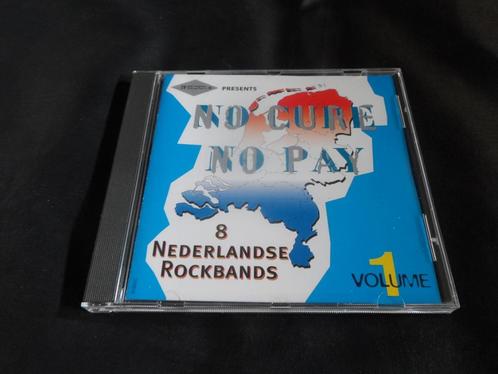 PRESENTS
NO CURE
NO PAY
8
NEDERLANDSE
ROCKBANDS
1
VOLUME